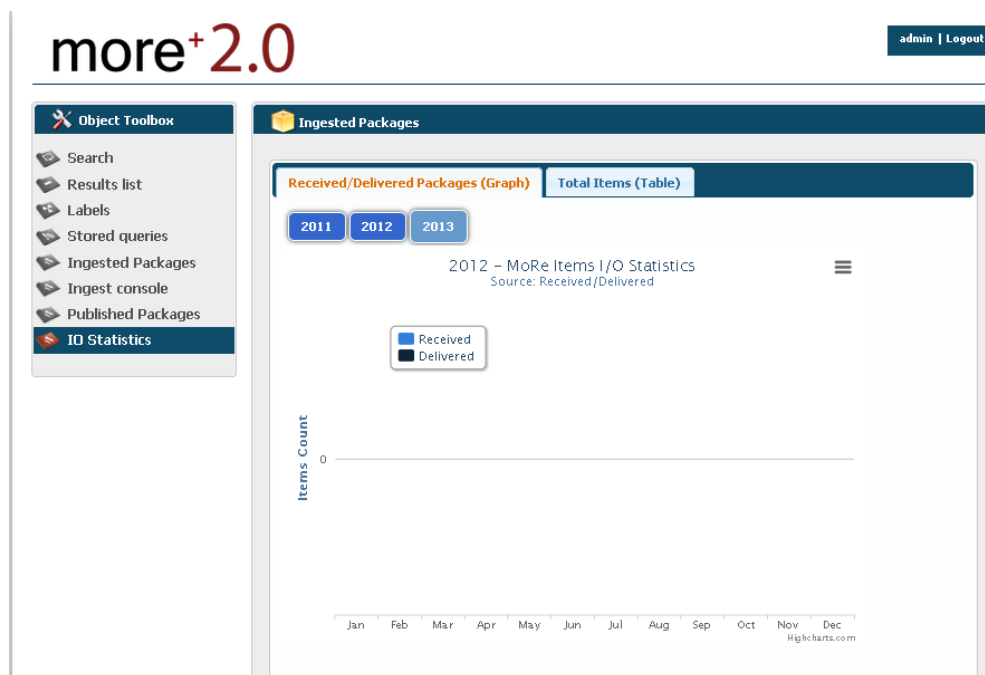 more+2.0
admin | Logout
Object Toolbox
Search
Results list
Labels
Stored queries
Ingested Packages
Ingest console
Published Packages
IO Statistics
Ingested Packages
Received/Delivered Packages (Graph) Total Items (Table)
2011 2012 2013
2012 – MoRe Items I/O Statistics
Source: Received/Delivered
Received
Delivered
Items Count
0
Jan Feb Mar Apr May Jun Jul Aug Sep Oct Nov Dec
Highcharts.com